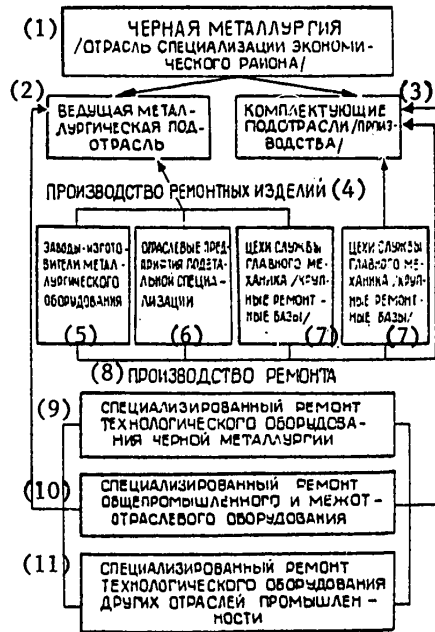 (1) ЧЕРНАЯ МЕТАЛЛУРГИЯ
/ОТРАСЛЬ СПЕЦИАЛИЗАЦИИ ЭКОНОМИ-
ЧЕСКОГО РАЙОНА/
(2)
ВЕДУЩАЯ МЕТАЛ-
ЛУРГИЧЕСКАЯ ПОД-
ОТРАСЛЬ
(3)
КОМПЛЕКТУЮЩИЕ
ПОДОТРАСЛИ/ПРОИЗ-
ВОДСТВА/
ПРОИЗВОДСТВО РЕМОНТНЫХ ИЗДЕЛИЙ (4)
ЗАВОДЫ-ИЗГОТО-
ВИТЕЛИ МЕТАЛ-
ЛУРГИЧЕСКОГО
ОБОРУДОВАНИЯ
(5)
ОТРАСЛЕВЫЕ ПРЕД-
ПРИЯТИЯ ПОДЕТАЛЬ-
НОЙ СПЕЦИА-
ЛИЗАЦИИ
(6)
ЦЕХИ СЛУЖБЫ
ГЛАВНОГО МЕ-
ХАНИКА /КРУП-
НЫЕ РЕМОНТ-
НЫЕ БАЗЫ/
(7)
ЦЕХИ СЛУЖБЫ
ГЛАВНОГО МЕ-
ХАНИКА /КРУП-
НЫЕ РЕМОНТ-
НЫЕ БАЗЫ/
(7)
(8) ПРОИЗВОДСТВО РЕМОНТА
(9) СПЕЦИАЛИЗИРОВАННЫЙ РЕМОНТ
ТЕХНОЛОГИЧЕСКОГО ОБОРУДОВА-
НИЯ ЧЕРНОЙ МЕТАЛЛУРГИИ
(10) СПЕЦИАЛИЗИРОВАННЫЙ РЕМОНТ
ОБЩЕПРОМЫШЛЕННОГО И МЕЖОТ-
ОТРАСЛЕВОГО ОБОРУДОВАНИЯ
(11) СПЕЦИАЛИЗИРОВАННЫЙ РЕМОНТ
ТЕХНОЛОГИЧЕСКОГО ОБОРУДОВАНИЯ
ДРУГИХ ОТРАСЛЕЙ ПРОМЫШЛЕН-
НОСТИ